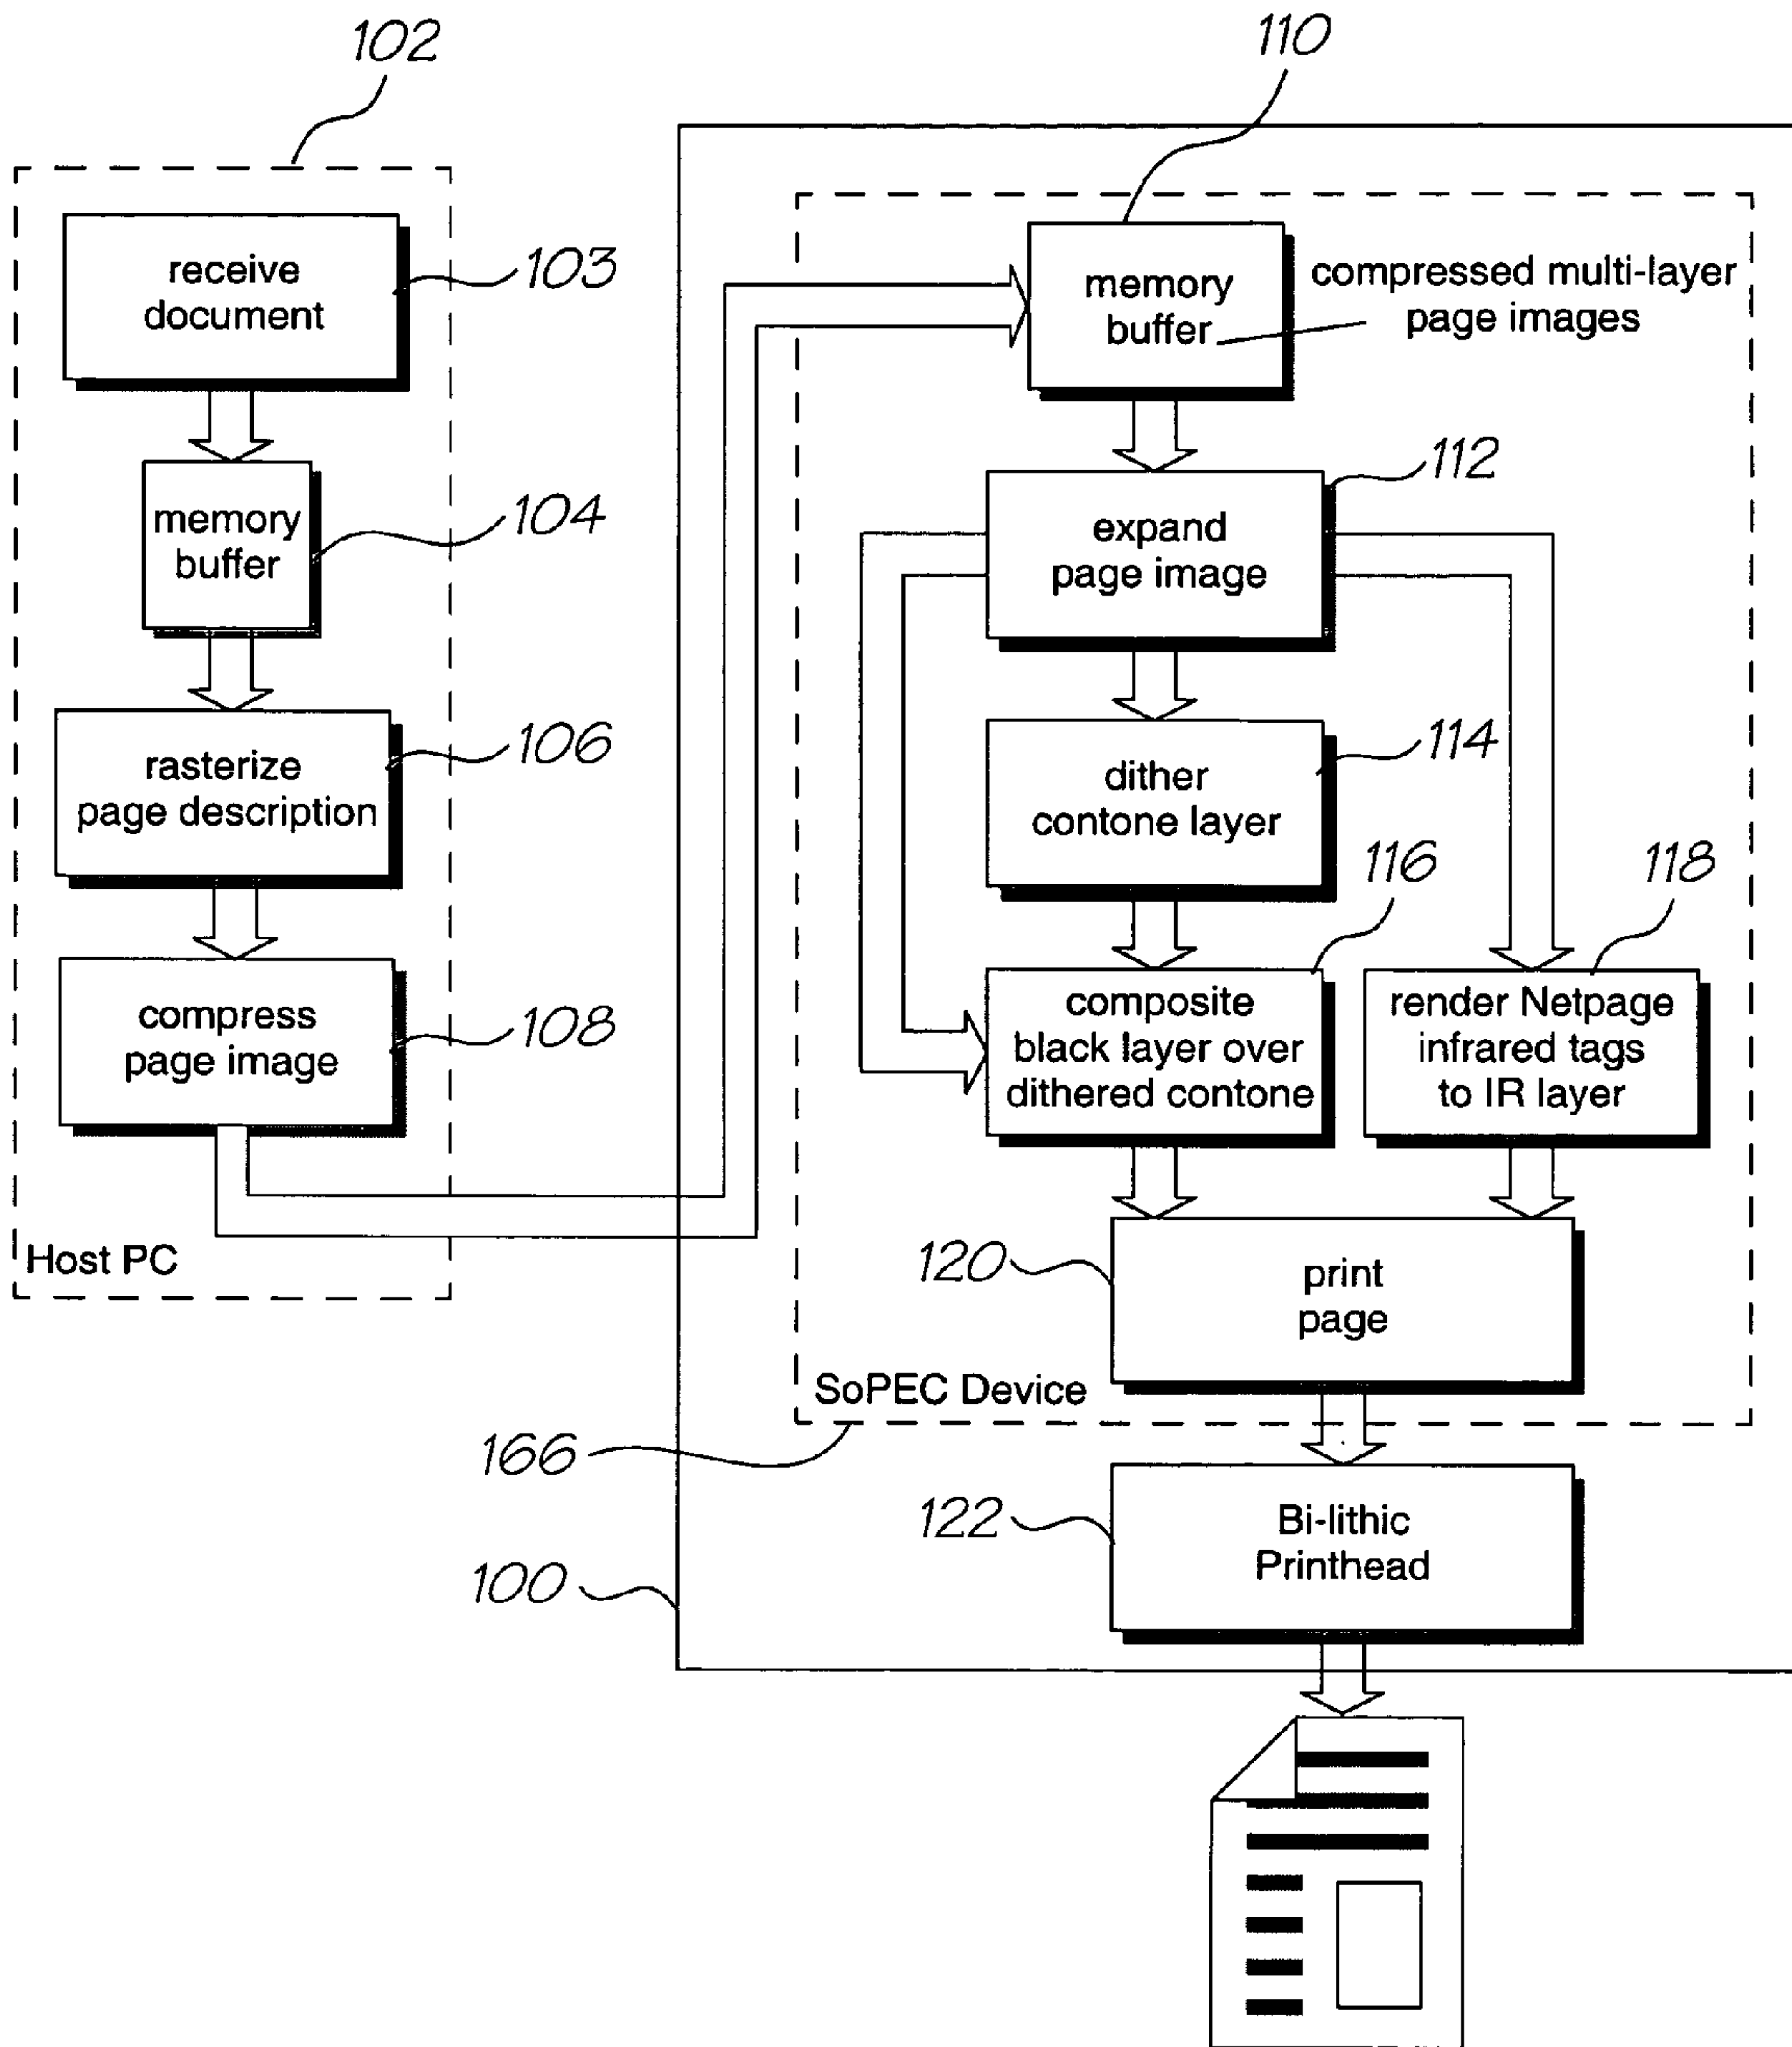 102
110
receive
document
103
memory
buffer
compressed multi-layer
page images
memory
buffer
104
expand
page image
112
rasterize
page description
106
dither
contone layer
114
compress
page image
108
116
118
composite
black layer over
dithered contone
render Netpage
infrared tags
to IR layer
Host PC
120
print
page
SoPEC Device
166
122
Bi-lithic
Printhead
100